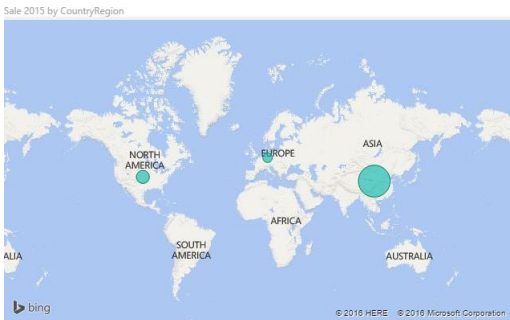 Sale 2015 by CountryRegion
NORTH
AMERICA
EUROPE
ASIA
AFRICA
SOUTH
AMERICA
ALIA
AUSTRALIA
bing
© 2016 HERE © 2016 Microsoft Corporation